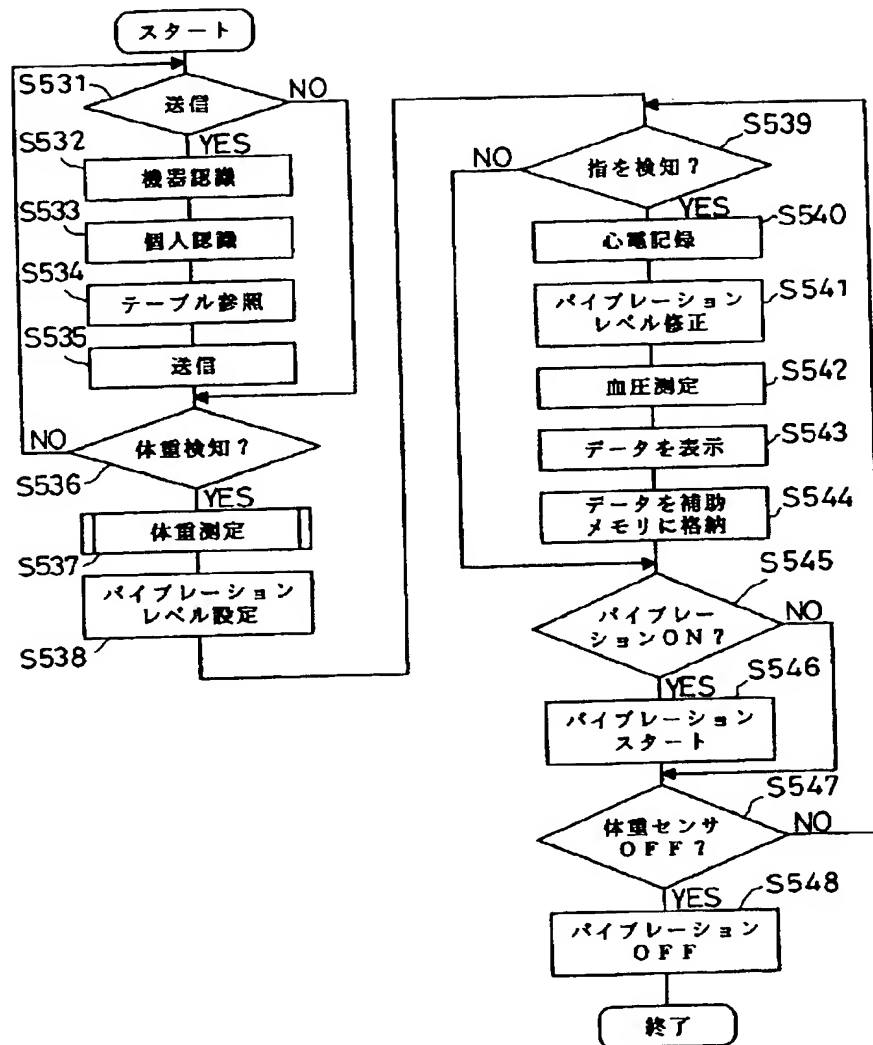 スタート
S531
送信
NO
YES
S532
機器認識
S533
個人認識
S534
テーブル参照
S535
送信
NO
体重検知？
S536
YES
体重測定
S537
バイブレーション
レベル設定
S538
S539
NO
指を検知？
YES
S540
心電記録
バイブレーション
レベル修正
S541
血圧測定
S542
データを表示
S543
データを補助
メモリに格納
S544
S545
バイブレー
ションON？
NO
YES
S546
バイブレーション
スタート
S547
体重センサ
OFF？
NO
YES
S548
バイブレーション
OFF
終了